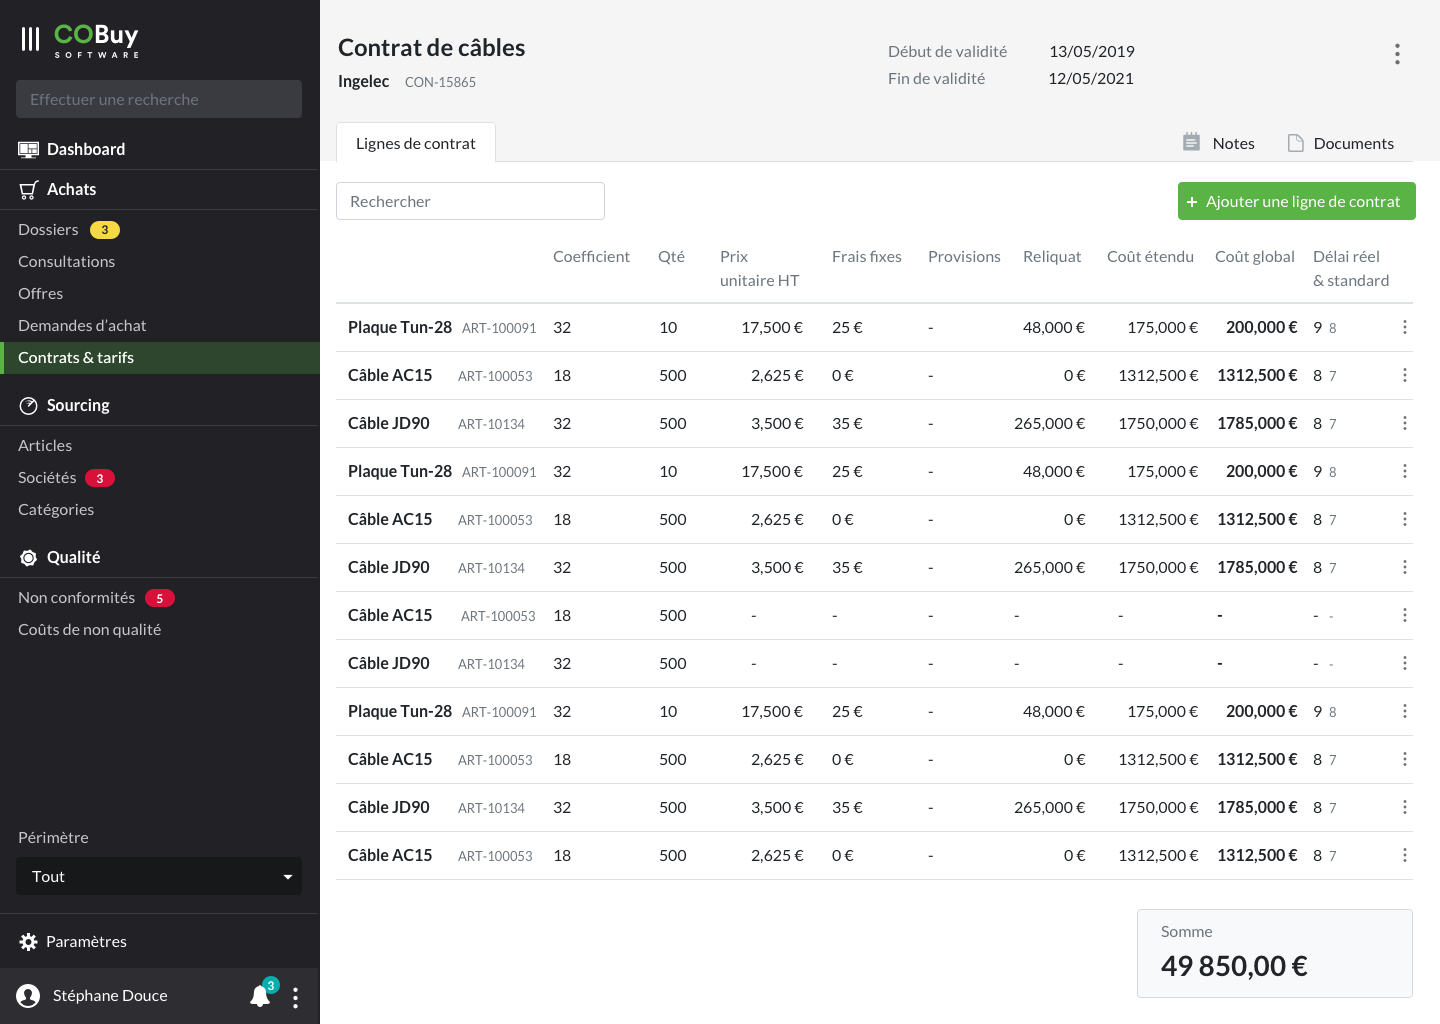 COBuy
SOFTWARE
Effectuer une recherche
Dashboard
Achats
Dossiers 3
Consultations
Offres
Demandes d’achat
Contrats & tarifs
Sourcing
Articles
Sociétés 3
Catégories
Qualité
Non conformités 5
Coûts de non qualité
Périmètre
Tout
Paramètres
Stéphane Douce 3
Contrat de câbles
Ingelec CON-15865
Début de validité 13/05/2019
Fin de validité 12/05/2021
Lignes de contrat Notes Documents
Rechercher + Ajouter une ligne de contrat
Coefficient Qté Prix Frais fixes Provisions Reliquat Coût étendu Coût global Délai réel
unitaire HT & standard
Plaque Tun-28 ART-100091 32 10 17,500 € 25 € - 48,000 € 175,000 € 200,000 € 9 8
Câble AC15 ART-100053 18 500 2,625 € 0 € - 0 € 1312,500 € 1312,500 € 8 7
Câble JD90 ART-10134 32 500 3,500 € 35 € - 265,000 € 1750,000 € 1785,000 € 8 7
Plaque Tun-28 ART-100091 32 10 17,500 € 25 € - 48,000 € 175,000 € 200,000 € 9 8
Câble AC15 ART-100053 18 500 2,625 € 0 € - 0 € 1312,500 € 1312,500 € 8 7
Câble JD90 ART-10134 32 500 3,500 € 35 € - 265,000 € 1750,000 € 1785,000 € 8 7
Câble AC15 ART-100053 18 500 - - - - - - - -
Câble JD90 ART-10134 32 500 - - - - - - - -
Plaque Tun-28 ART-100091 32 10 17,500 € 25 € - 48,000 € 175,000 € 200,000 € 9 8
Câble AC15 ART-100053 18 500 2,625 € 0 € - 0 € 1312,500 € 1312,500 € 8 7
Câble JD90 ART-10134 32 500 3,500 € 35 € - 265,000 € 1750,000 € 1785,000 € 8 7
Câble AC15 ART-100053 18 500 2,625 € 0 € - 0 € 1312,500 € 1312,500 € 8 7
Somme
49 850,00 €